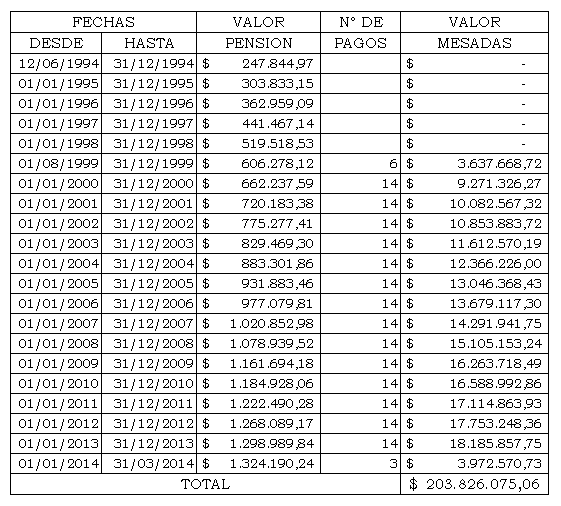 FECHAS VALOR N° DE VALOR
DESDE HASTA PENSION PAGOS MESADAS
12/06/1994 31/12/1994 $ 247.844,97 $ -
01/01/1995 31/12/1995 $ 303.833,15 $ -
01/01/1996 31/12/1996 $ 362.959,09 $ -
01/01/1997 31/12/1997 $ 441.467,14 $ -
01/01/1998 31/12/1998 $ 519.518,53 $ -
01/08/1999 31/12/1999 $ 606.278,12 6 $ 3.637.668,72
01/01/2000 31/12/2000 $ 662.237,59 14 $ 9.271.326,27
01/01/2001 31/12/2001 $ 720.183,38 14 $ 10.082.567,32
01/01/2002 31/12/2002 $ 775.277,41 14 $ 10.853.883,72
01/01/2003 31/12/2003 $ 829.469,30 14 $ 11.612.570,19
01/01/2004 31/12/2004 $ 883.301,86 14 $ 12.366.226,00
01/01/2005 31/12/2005 $ 931.883,46 14 $ 13.046.368,43
01/01/2006 31/12/2006 $ 977.079,81 14 $ 13.679.117,30
01/01/2007 31/12/2007 $ 1.020.852,98 14 $ 14.291.941,75
01/01/2008 31/12/2008 $ 1.078.939,52 14 $ 15.105.153,24
01/01/2009 31/12/2009 $ 1.161.694,18 14 $ 16.263.718,49
01/01/2010 31/12/2010 $ 1.184.928,06 14 $ 16.588.992,86
01/01/2011 31/12/2011 $ 1.222.490,28 14 $ 17.114.863,93
01/01/2012 31/12/2012 $ 1.268.089,17 14 $ 17.753.248,36
01/01/2013 31/12/2013 $ 1.298.989,84 14 $ 18.185.857,75
01/01/2014 31/03/2014 $ 1.324.190,24 3 $ 3.972.570,73
TOTAL $ 203.826.075,06